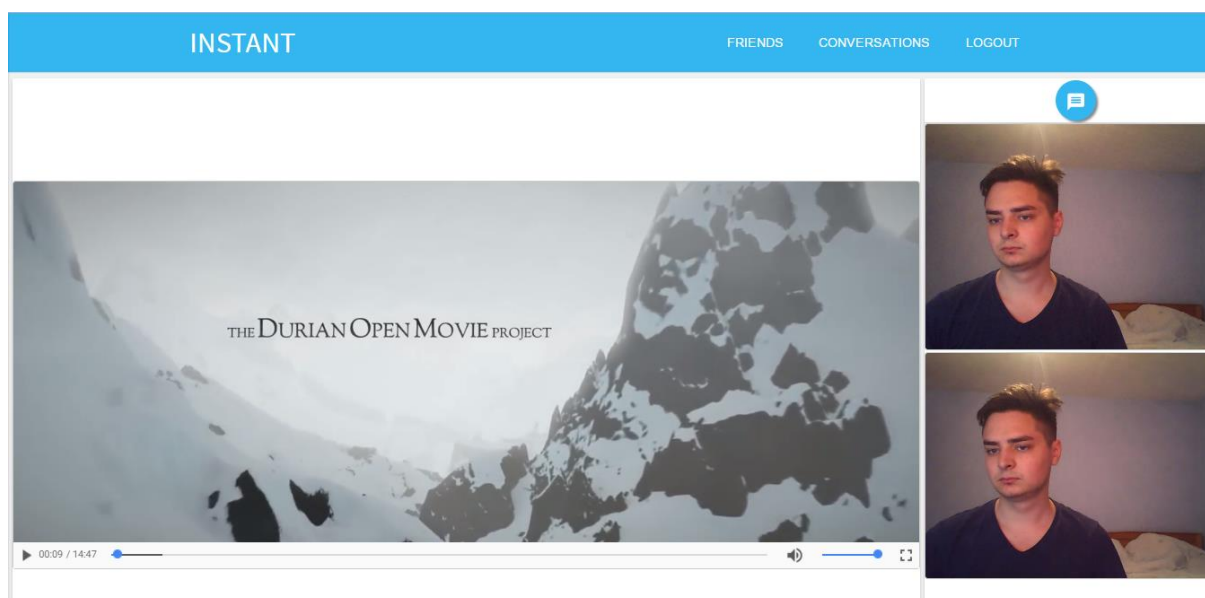 INSTANT
FRIENDS CONVERSATIONS LOGOUT
THE DURIAN OPEN MOVIE PROJECT
00:09 / 14:47